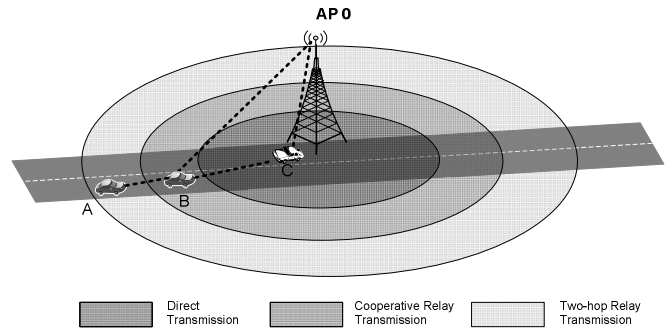 AP 0
C
B
A
Direct
Transmission
Cooperative Relay
Transmission
Two-hop Relay
Transmission